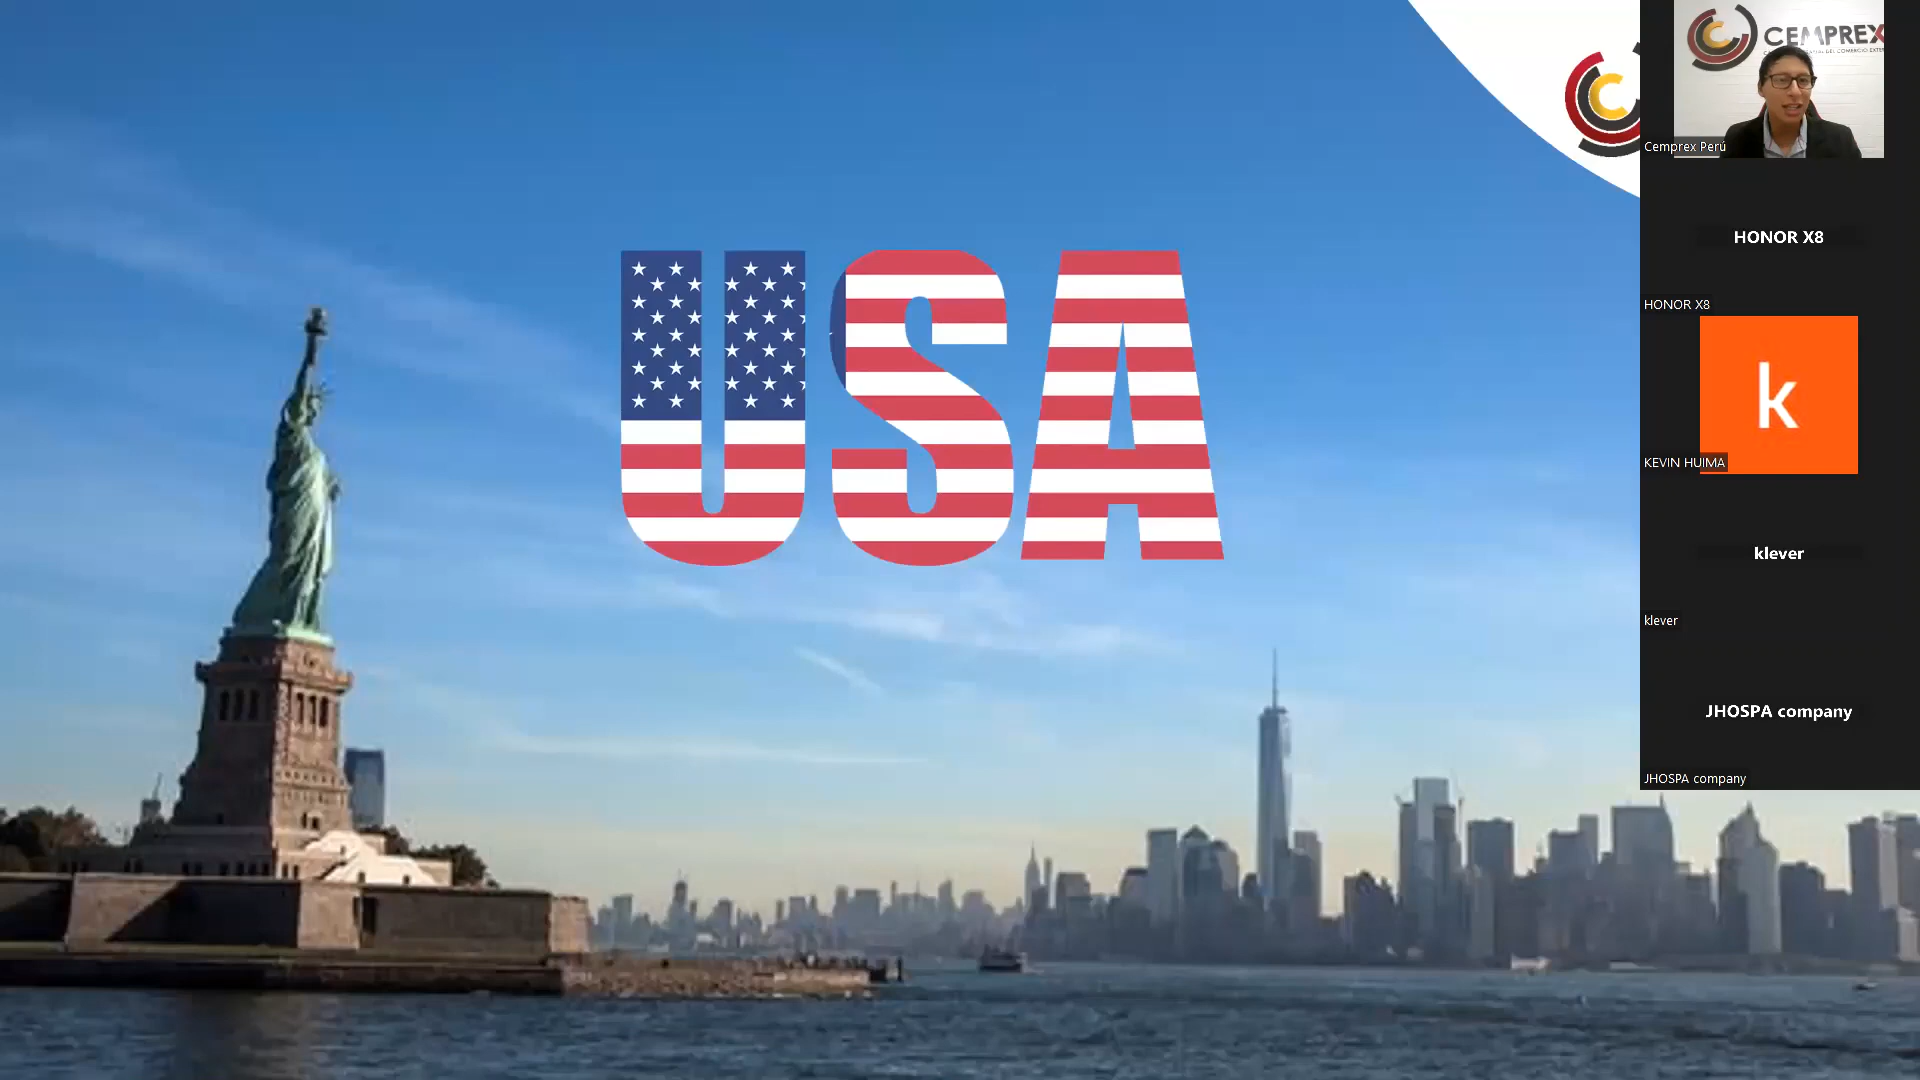 USA
CEMPREX
Cemprex Perú
HONOR X8
HONOR X8
k
KEVIN HUIMA
klever
klever
JHOSPA company
JHOSPA company